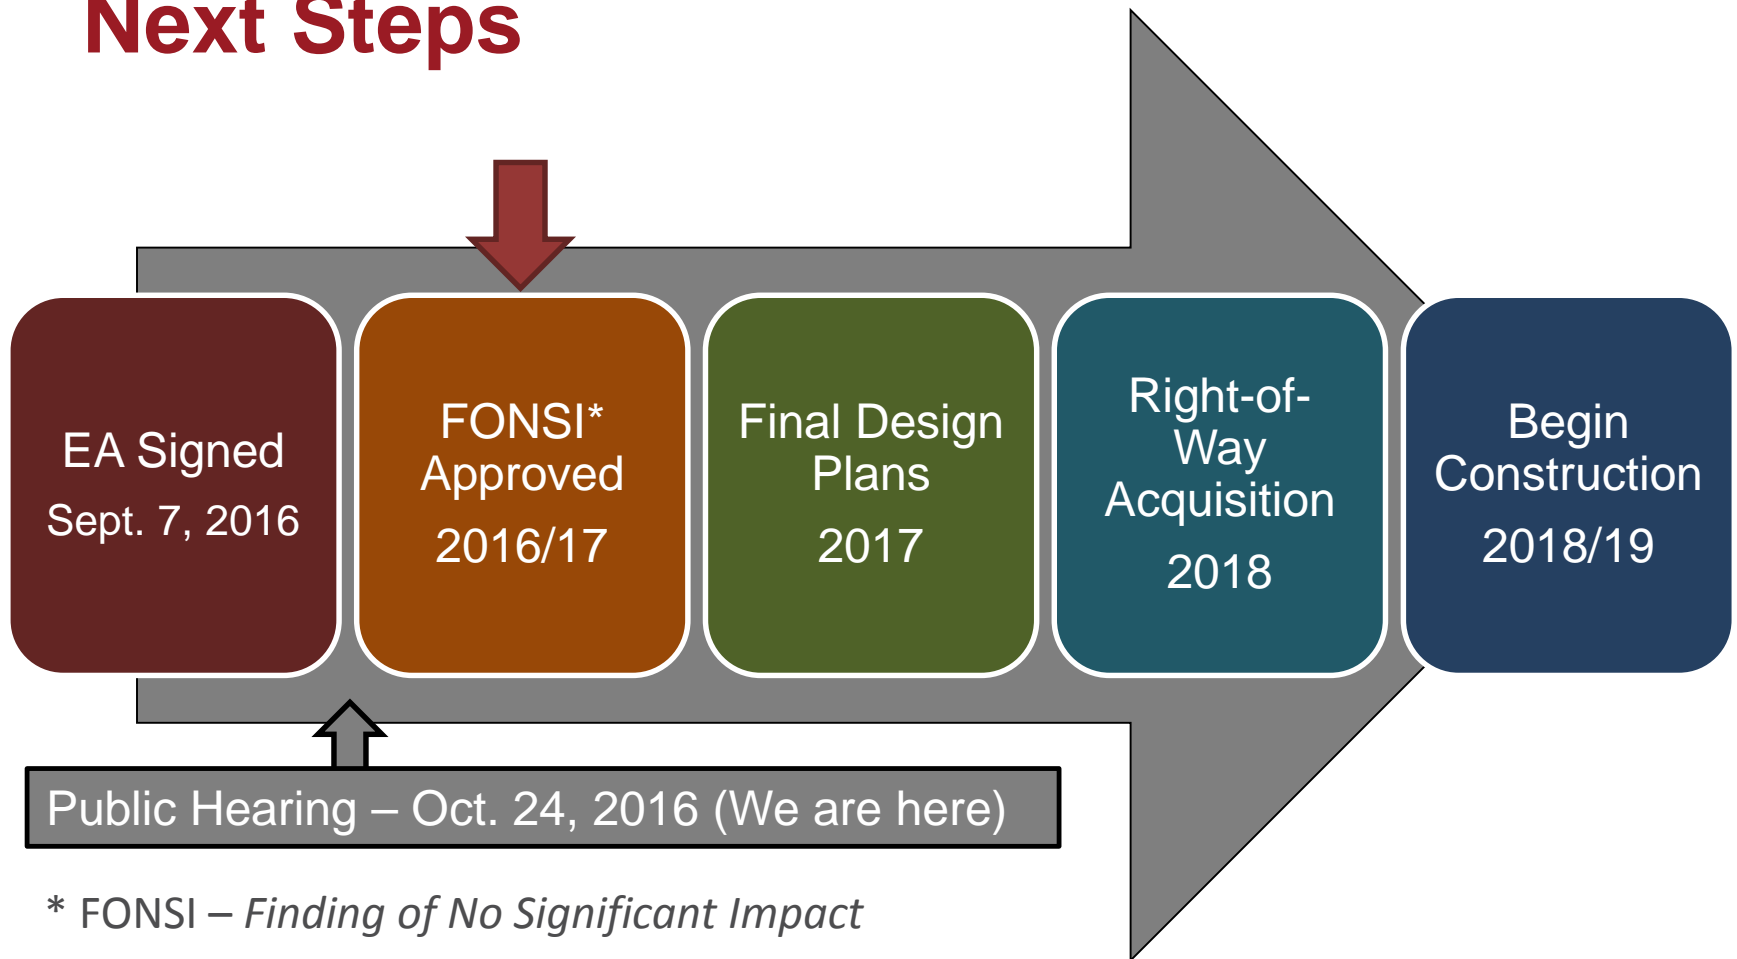 Next Steps
EA Signed
Sept. 7, 2016
FONSI*
Approved
2016/17
Final Design
Plans
2017
Right-of-
Way
Acquisition
2018
Begin
Construction
2018/19
Public Hearing – Oct. 24, 2016 (We are here)
* FONSI – Finding of No Significant Impact